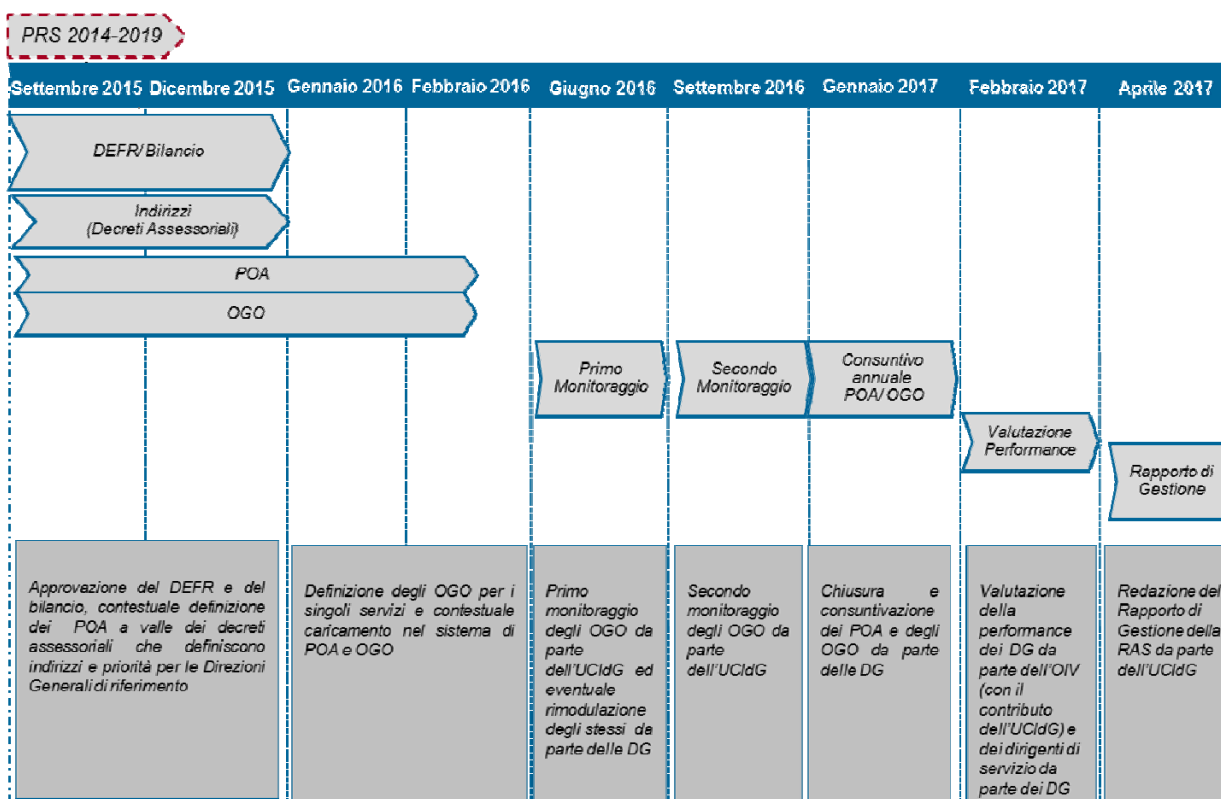 PRS 2014-2019
Settembre 2015 Dicembre 2015 Gennaio 2016 Febbraio 2016 Giugno 2016 Settembre 2016 Gennaio 2017 Febbraio 2017 Aprile 2017
DEFR/Bilancio
Indirizzi
(Decreti Assessoriali)
POA
OGO
Primo
Monitoraggio
Secondo
Monitoraggio
Consuntivo
annuale
POA/OGO
Valutazione
Performance
Rapporto di
Gestione
Approvazione del DEFR e del
bilancio, contestuale definizione
dei POA a valle dei decreti
assessoriali che definiscono
indirizzi e priorità per le Direzioni
Generali di riferimento
Definizione degli OGO per i
singoli servizi e contestuale
caricamento nel sistema di
POA e OGO
Primo
monitoraggio
degli OGO da
parte
dell'UCIdG ed
eventuale
rimodulazione
degli stessi da
parte delle DG
Secondo
monitoraggio
degli OGO da
parte
dell'UCIdG
Chiusura e
consuntivazione
dei POA e degli
OGO da parte
delle DG
Valutazione
della
performance
dei DG da
parte dell'OIV
(con il
contributo
dell'UCIdG) e
dei dirigenti di
servizio da
parte dei DG
Redazione del
Rapporto di
Gestione della
RAS da parte
dell'UCIdG